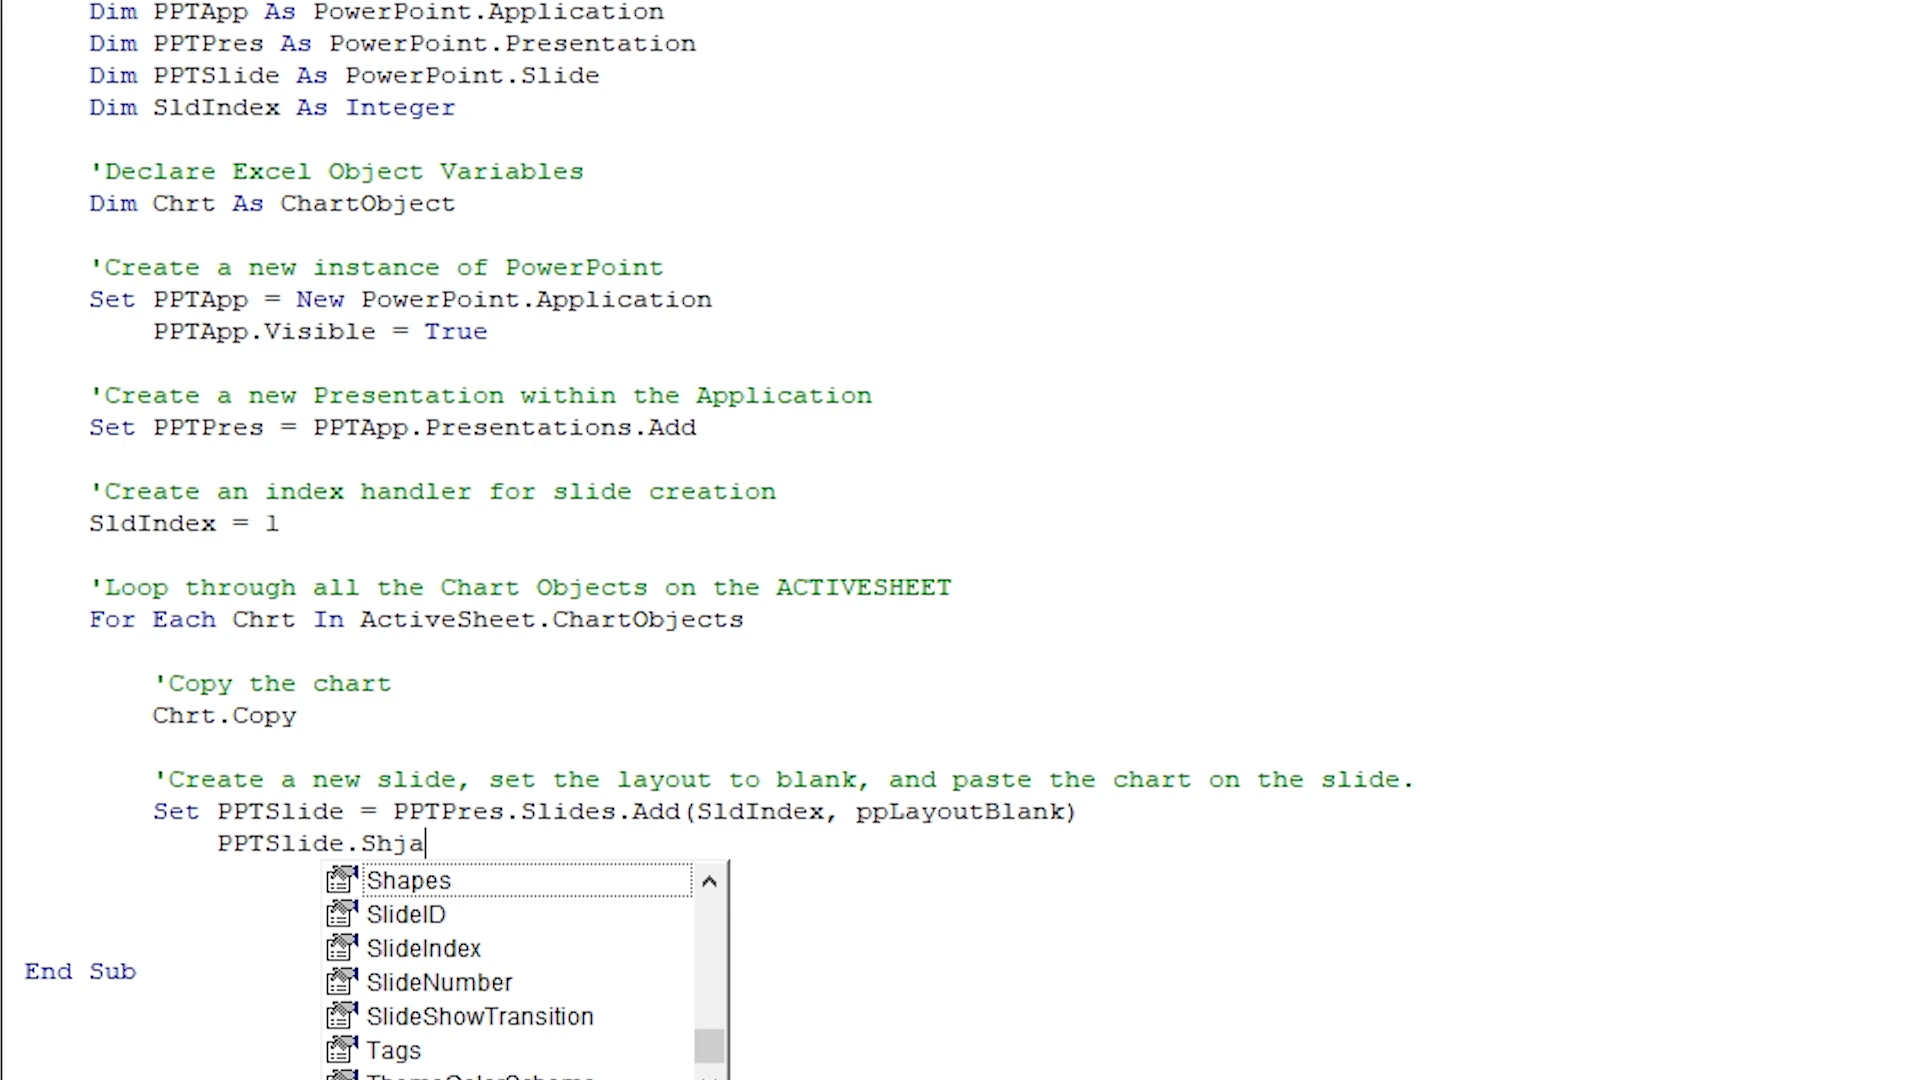 Dim PPTApp As PowerPoint.Application
Dim PPTPres As PowerPoint.Presentation
Dim PPTSlide As PowerPoint.Slide
Dim SldIndex As Integer
'Declare Excel Object Variables
Dim Chrt As ChartObject
'Create a new instance of PowerPoint
Set PPTApp = New PowerPoint.Application
PPTApp.Visible = True
'Create a new Presentation within the Application
Set PPTPres = PPTApp.Presentations.Add
'Create an index handler for slide creation
SldIndex = 1
'Loop through all the Chart Objects on the ACTIVESHEET
For Each Chrt In ActiveSheet.ChartObjects
'Copy the chart
Chrt.Copy
'Create a new slide, set the layout to blank, and paste the chart on the slide.
Set PPTSlide = PPTPres.Slides.Add(SldIndex, ppLayoutBlank)
PPTSlide.Shja
Shapes
SlideID
SlideIndex
SlideNumber
SlideShowTransition
Tags
End Sub